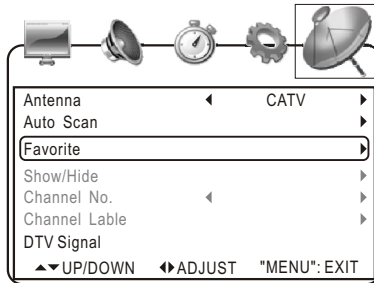 Antenna CATV
Auto Scan
Favorite
Show/Hide
Channel No.
Channel Lable
DTV Signal
UP/DOWN ADJUST "MENU": EXIT